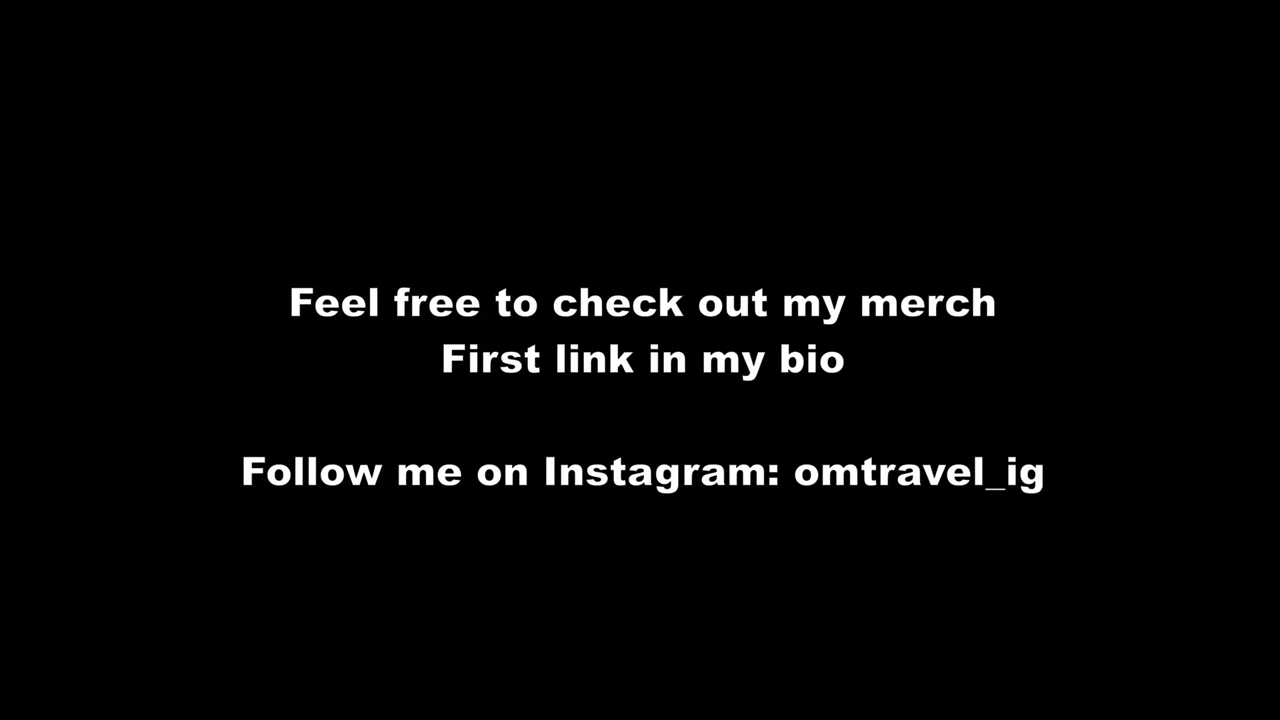 Feel free to check out my merch
First link in my bio
Follow me on Instagram: omtravel_ig